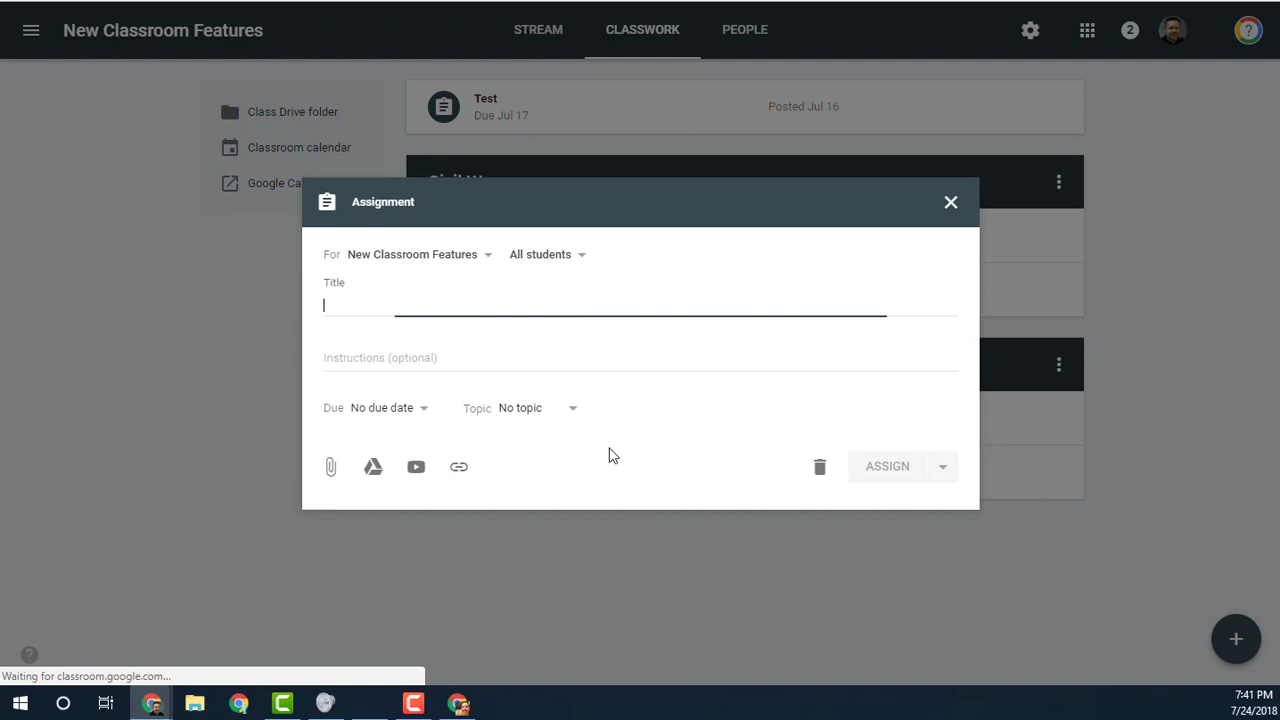 New Classroom Features
STREAM
CLASSWORK
PEOPLE
2
?
Class Drive folder
Classroom calendar
Google Ca
Test
Due Jul 17
Posted Jul 16
Assignment
For New Classroom Features All students
Title
Instructions (optional)
Due No due date Topic No topic
ASSIGN
?
Waiting for classroom.google.com...
7:41 PM
7/24/2018